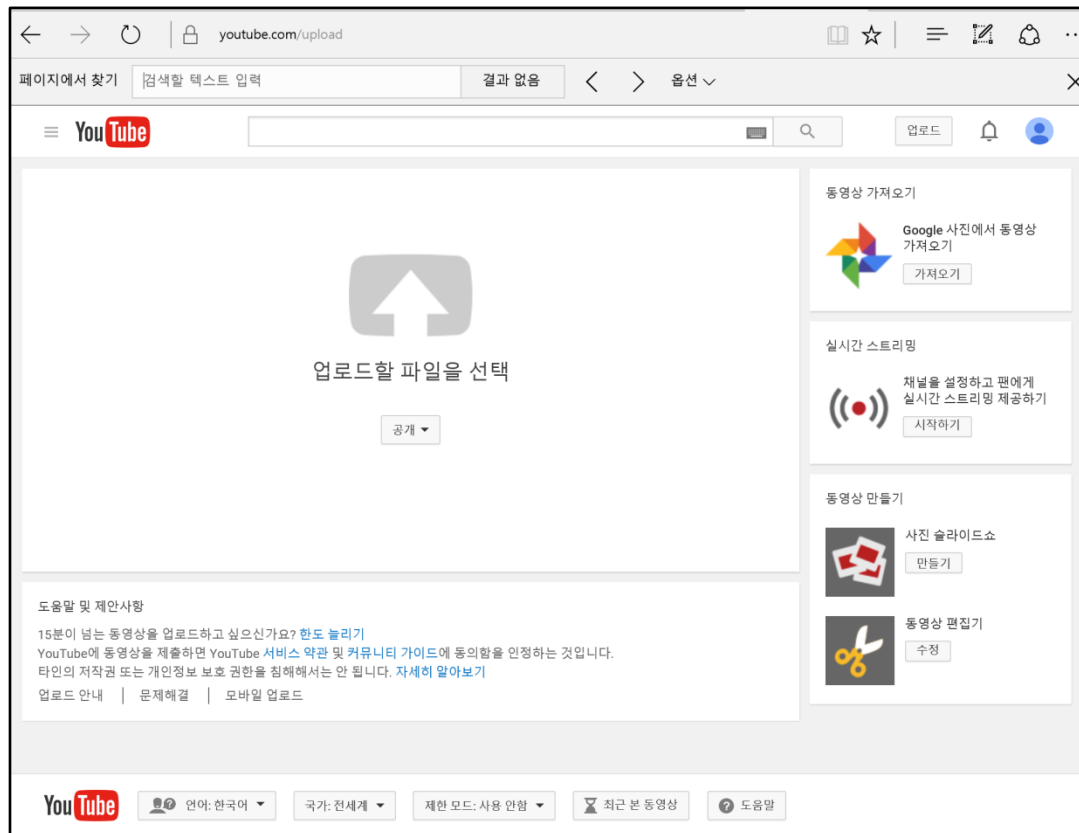 youtube.com/upload
페이지에서 찾기 검색할 텍스트 입력 결과 없음 옵션
YouTube 업로드
업로드할 파일을 선택
공개
동영상 가져오기
Google 사진에서 동영상
가져오기
가져오기
실시간 스트리밍
채널을 설정하고 팬에게
실시간 스트리밍 제공하기
시작하기
동영상 만들기
사진 슬라이드쇼
만들기
동영상 편집기
수정
도움말 및 제안사항
15분이 넘는 동영상을 업로드하고 싶으신가요? 한도 늘리기
YouTube에 동영상을 제출하면 YouTube 서비스 약관 및 커뮤니티 가이드에 동의함을 인정하는 것입니다.
타인의 저작권 또는 개인정보 보호 권한을 침해해서는 안 됩니다. 자세히 알아보기
업로드 안내 | 문제해결 | 모바일 업로드
YouTube 언어: 한국어 국가: 전세계 제한 모드: 사용 안함 최근 본 동영상 도움말